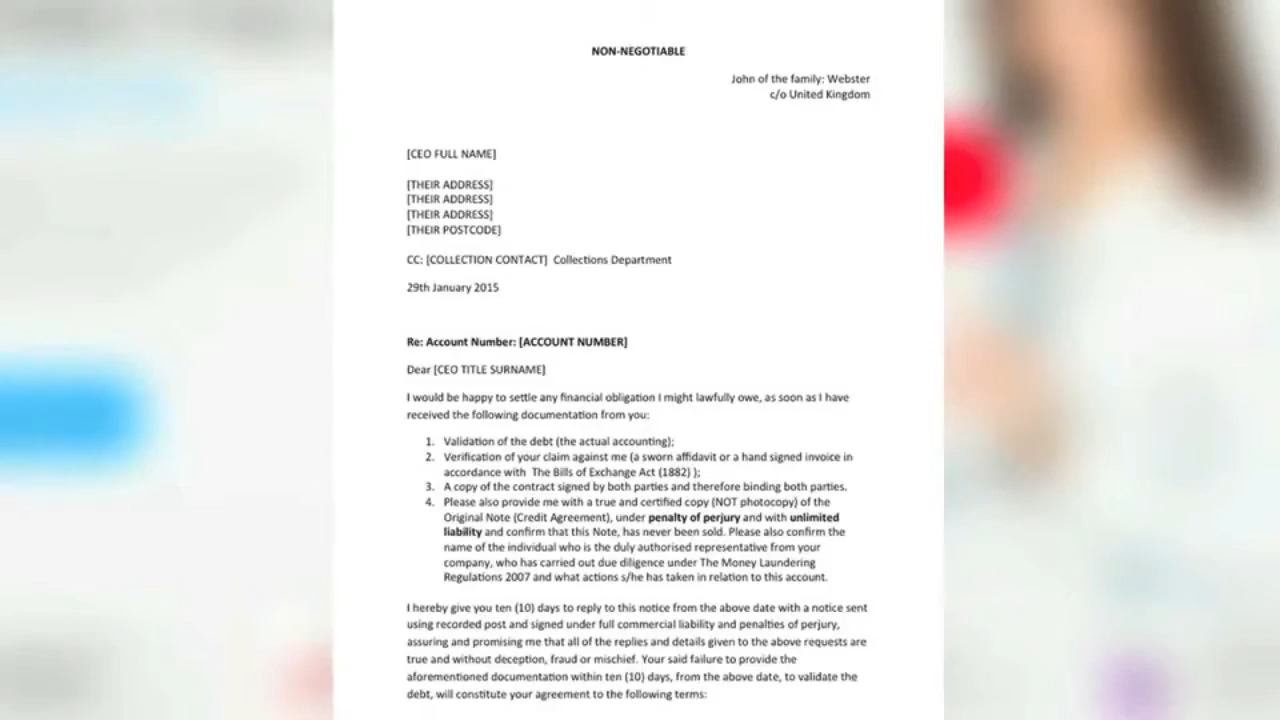 NON-NEGOTIABLE
John of the family: Webster
c/o United Kingdom
[CEO FULL NAME]
[THEIR ADDRESS]
[THEIR ADDRESS]
[THEIR ADDRESS]
[THEIR POSTCODE]
CC: [COLLECTION CONTACT] Collections Department
29th January 2015
Re: Account Number: [ACCOUNT NUMBER]
Dear [CEO TITLE SURNAME]
I would be happy to settle any financial obligation I might lawfully owe, as soon as I have
received the following documentation from you:
1. Validation of the debt (the actual accounting);
2. Verification of your claim against me (a sworn affidavit or a hand signed invoice in
accordance with The Bills of Exchange Act (1882) );
3. A copy of the contract signed by both parties and therefore binding both parties.
4. Please also provide me with a true and certified copy (NOT photocopy) of the
Original Note (Credit Agreement), under penalty of perjury and with unlimited
liability and confirm that this Note, has never been sold. Please also confirm the
name of the individual who is the duly authorised representative from your
company, who has carried out due diligence under The Money Laundering
Regulations 2007 and what actions s/he has taken in relation to this account.
I hereby give you ten (10) days to reply to this notice from the above date with a notice sent
using recorded post and signed under full commercial liability and penalties of perjury,
assuring and promising me that all of the replies and details given to the above requests are
true and without deception, fraud or mischief. Your said failure to provide the
aforementioned documentation within ten (10) days, from the above date, to validate the
debt, will constitute your agreement to the following terms: